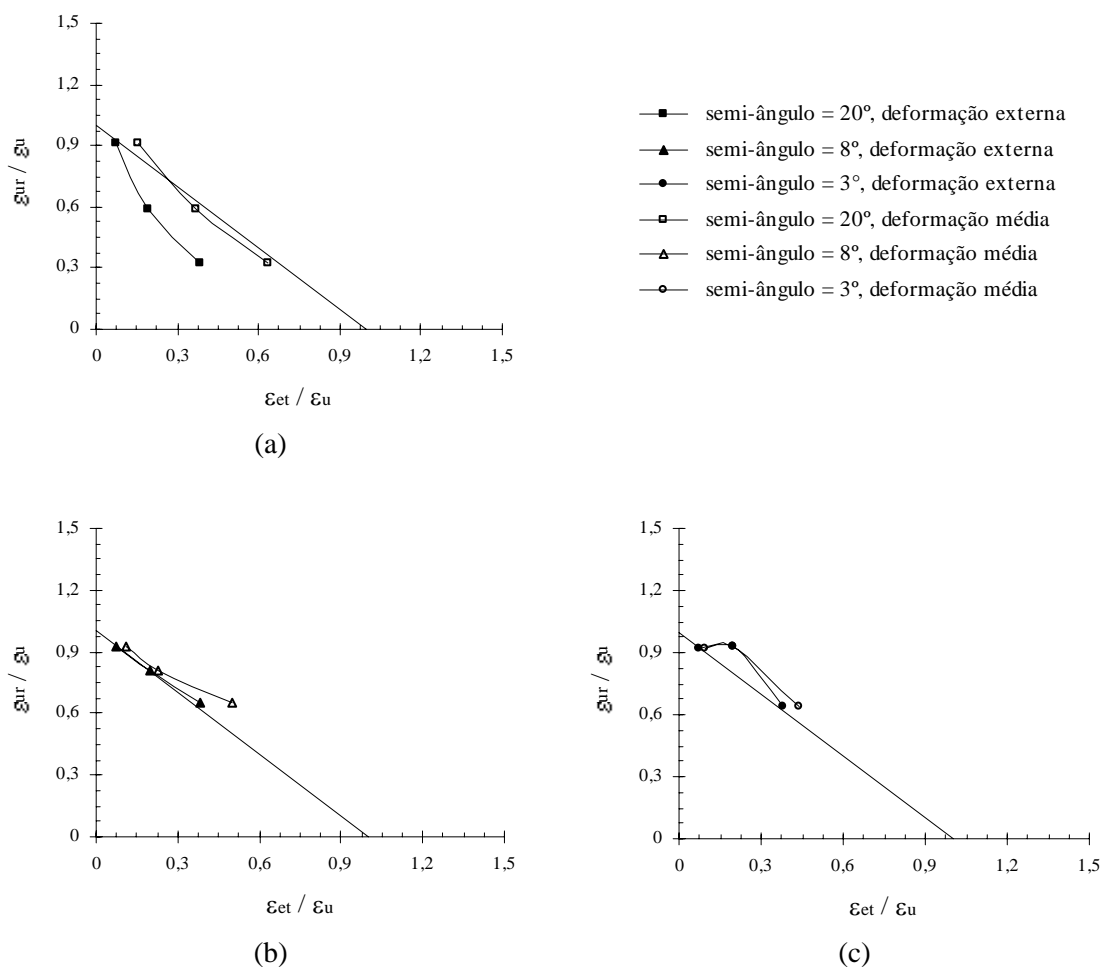 1,5
1,2
0,9
0,6
0,3
0
εur / εu
0 0,3 0,6 0,9 1,2 1,5
εet / εu
(a)
semi-ângulo = 20º, deformação externa
semi-ângulo = 8º, deformação externa
semi-ângulo = 3°, deformação externa
semi-ângulo = 20º, deformação média
semi-ângulo = 8º, deformação média
semi-ângulo = 3º, deformação média
1,5
1,2
0,9
0,6
0,3
0
εur / εu
0 0,3 0,6 0,9 1,2 1,5
εet / εu
(b)
1,5
1,2
0,9
0,6
0,3
0
εur / εu
0 0,3 0,6 0,9 1,2 1,5
εet / εu
(c)